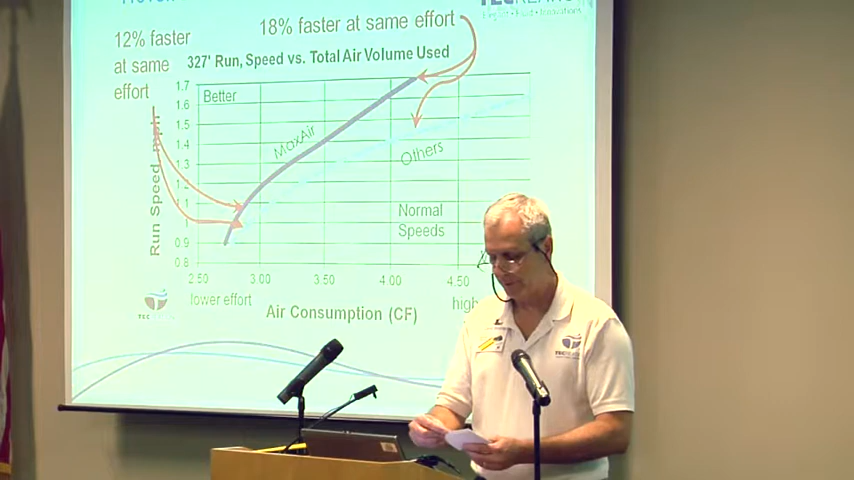 18% faster at same effort
12% faster
at same
effort
327' Run, Speed vs. Total Air Volume Used
Better
1.7
1.6
1.5
1.4
1.3
1.2
1.1
1
0.9
0.8
Run Speed mph
MaxAir
Others
Normal
Speeds
2.50
3.00
3.50
4.00
4.50
lower effort
Air Consumption (CF)